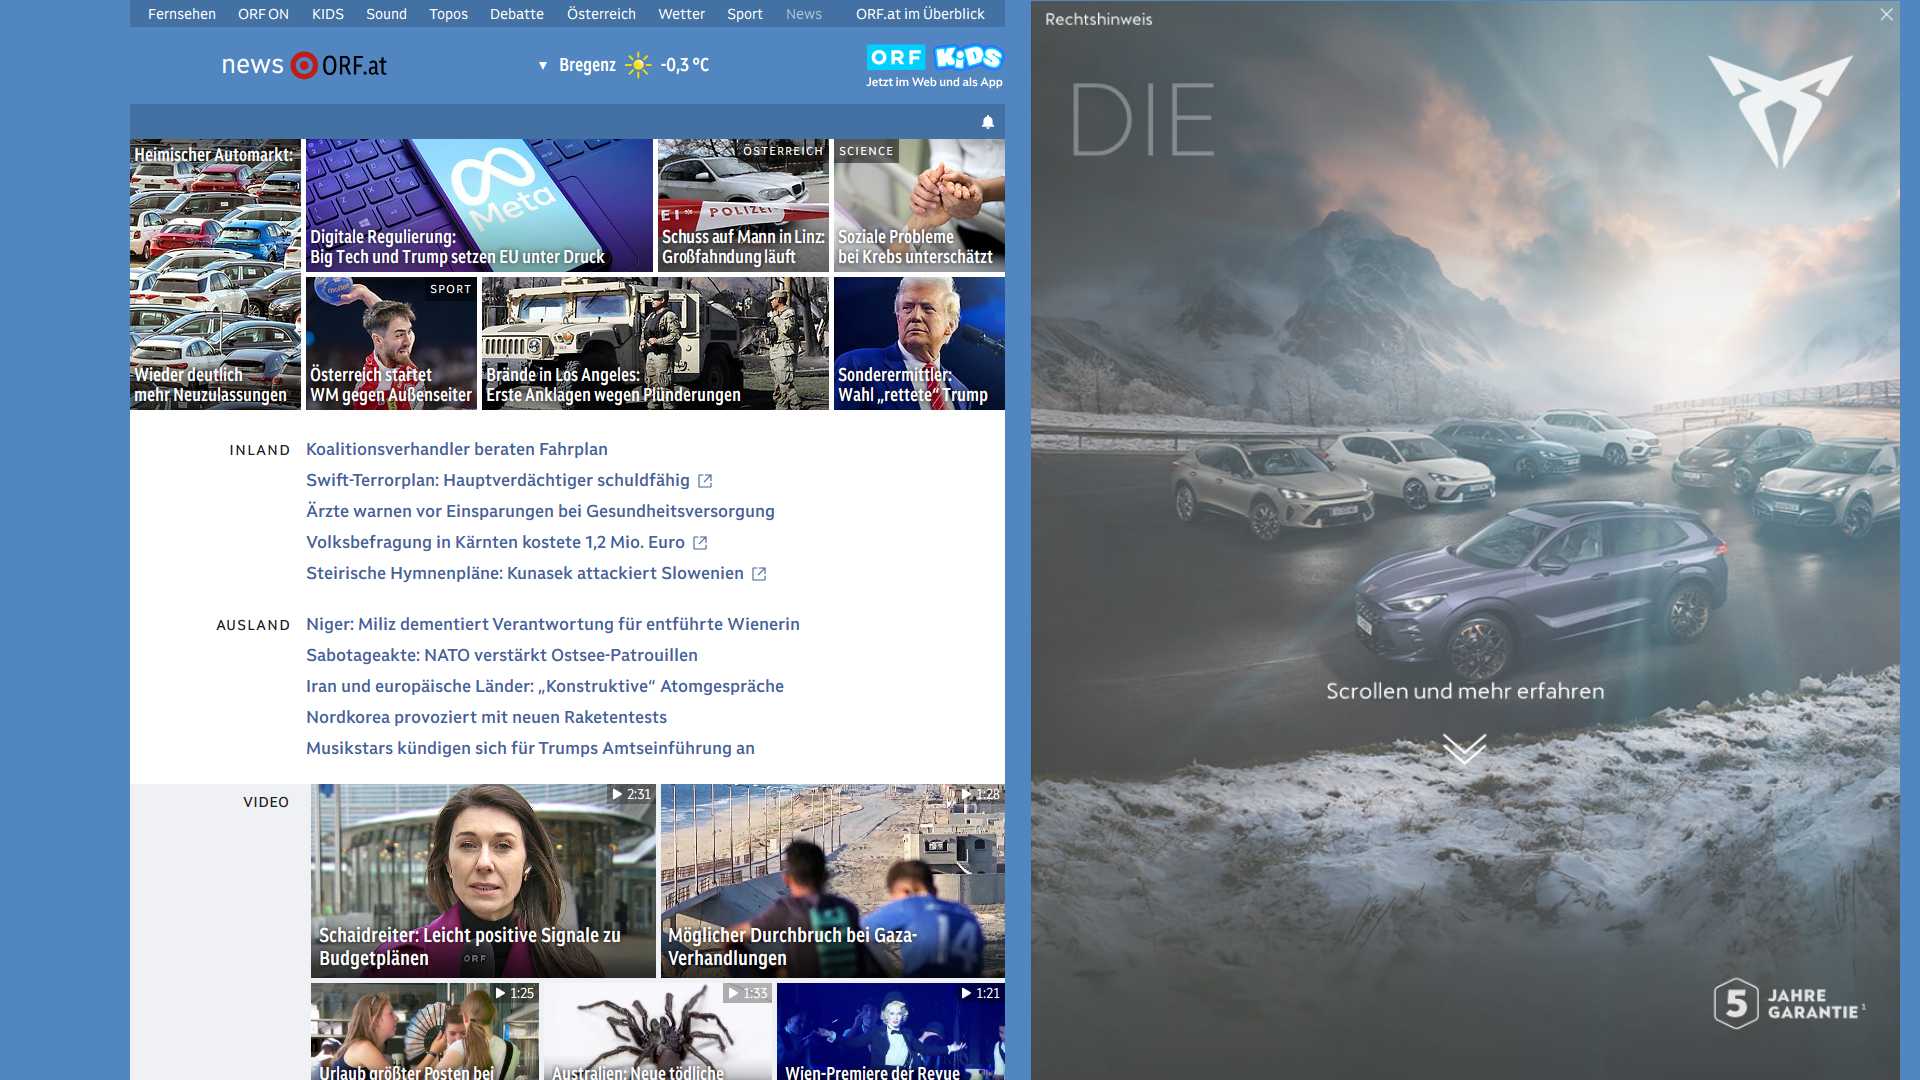 Fernsehen ORF ON KIDS Sound Topos Debatte Österreich Wetter Sport News ORF.at im Überblick
news ORF.at
▼ Bregenz -0,3 °C
ORF KIDS
Jetzt im Web und als App
Heimischer Automarkt:
Wieder deutlich
mehr Neuzulassungen
Meta
Digitale Regulierung:
Big Tech und Trump setzen EU unter Druck
ÖSTERREICH
POLIZEI
Schuss auf Mann in Linz:
Großfahndung läuft
SCIENCE
Soziale Probleme
bei Krebs unterschätzt
SPORT
molten
Österreich startet
WM gegen Außenseiter
Brände in Los Angeles:
Erste Anklagen wegen Plünderungen
Sonderermittler:
Wahl „rettete“ Trump
INLAND
Koalitionsverhandler beraten Fahrplan
Swift-Terrorplan: Hauptverdächtiger schuldfähig
Ärzte warnen vor Einsparungen bei Gesundheitsversorgung
Volksbefragung in Kärnten kostete 1,2 Mio. Euro
Steirische Hymnenpläne: Kunasek attackiert Slowenien
AUSLAND
Niger: Miliz dementiert Verantwortung für entführte Wienerin
Sabotageakte: NATO verstärkt Ostsee-Patrouillen
Iran und europäische Länder: „Konstruktive“ Atomgespräche
Nordkorea provoziert mit neuen Raketentests
Musikstars kündigen sich für Trumps Amtseinführung an
VIDEO
2:31
Schaidreiter: Leicht positive Signale zu
Budgetplänen
ORF
1:28
14
Möglicher Durchbruch bei Gaza-
Verhandlungen
1:25
Urlaub größter Posten bei
1:33
Australien: Neue tödliche
1:21
Wien-Premiere der Revue
Rechtshinweis
DIE
Scrollen und mehr erfahren
5 JAHRE
GARANTIE¹